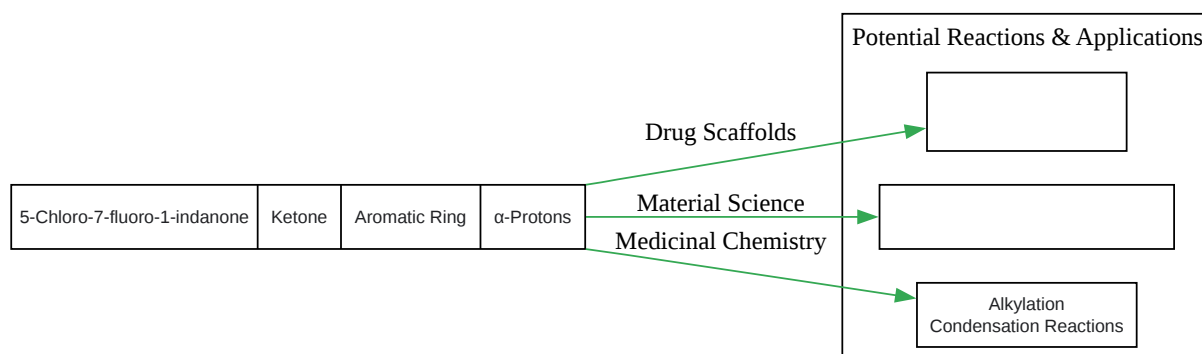 Potential Reactions & Applications
Drug Scaffolds
5-Chloro-7-fluoro-1-indanone
Ketone
Aromatic Ring
α-Protons
Material Science
Medicinal Chemistry
Alkylation
Condensation Reactions